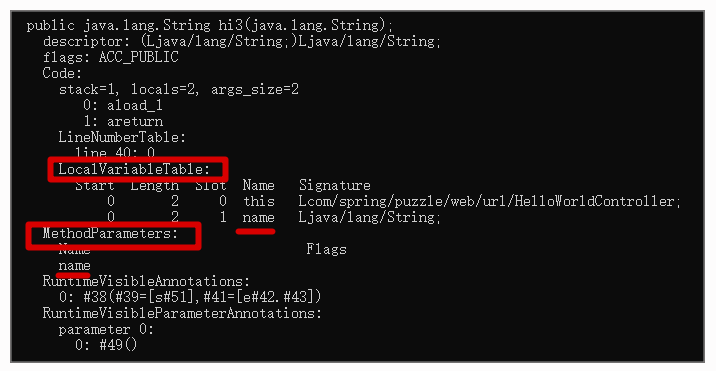 public java.lang.String hi3(java.lang.String);
descriptor: (Ljava/lang/String;)Ljava/lang/String;
flags: ACC_PUBLIC
Code:
stack=1, locals=2, args_size=2
0: aload_1
1: areturn
LineNumberTable:
line 40: 0
LocalVariableTable:
Start Length Slot Name Signature
0 2 0 this Lcom/spring/puzzle/web/url/HelloWorldController;
0 2 1 name Ljava/lang/String;
MethodParameters:
Name Flags
name
RuntimeVisibleAnnotations:
0: #38(#39=[s#51],#41=[e#42.#43])
RuntimeVisibleParameterAnnotations:
parameter 0:
0: #49()